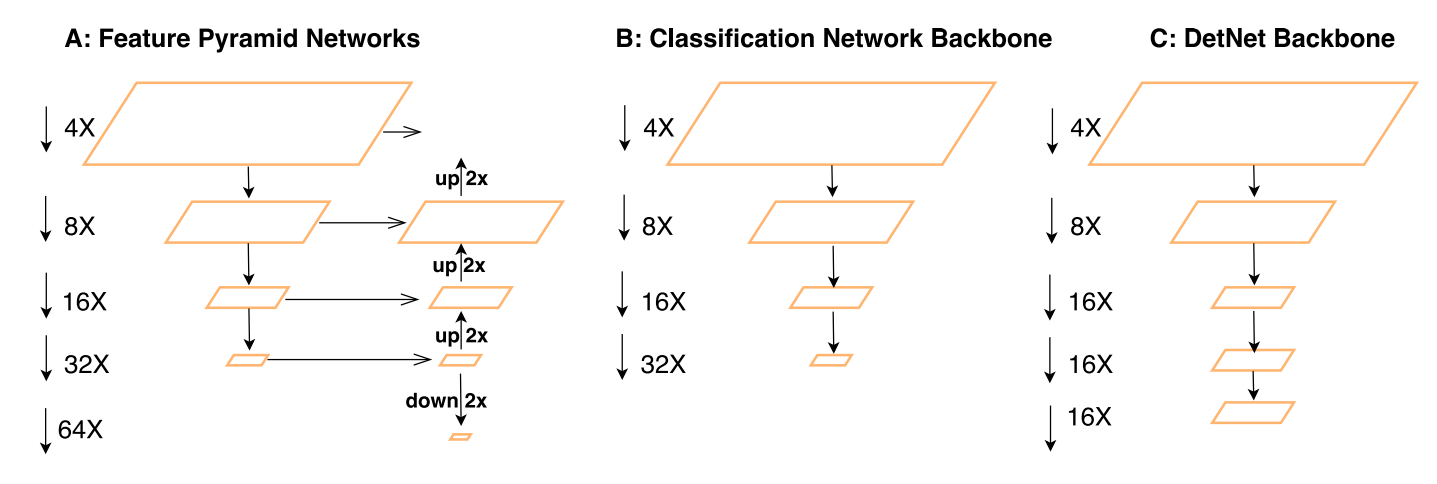 A: Feature Pyramid Networks
4X
up 2x
8X
up 2x
16X
up 2x
32X
down 2x
64X
B: Classification Network Backbone
4X
8X
16X
32X
C: DetNet Backbone
4X
8X
16X
16X
16X